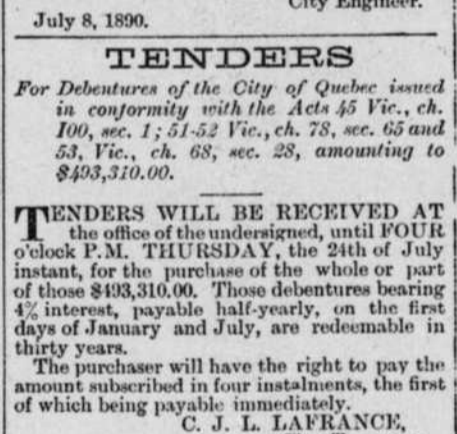 City Engineer.
July 8, 1890.
TENDERS
For Debentures of the City of Quebec issued
in conformity with the Acts 45 Vic., ch.
100, sec. 1; 51-52 Vic., ch. 78, sec. 65 and
53, Vic., ch. 68, sec. 28, amounting to
$493,310.00.
TENDERS WILL BE RECEIVED AT
the office of the undersigned, until FOUR
o'clock P.M. THURSDAY, the 24th of July
instant, for the purchase of the whole or part
of those $493,310.00. Those debentures bearing
4% interest, payable half-yearly, on the first
days of January and July, are redeemable in
thirty years.
The purchaser will have the right to pay the
amount subscribed in four instalments, the first
of which being payable immediately.
C. J. L. LAFRANCE,